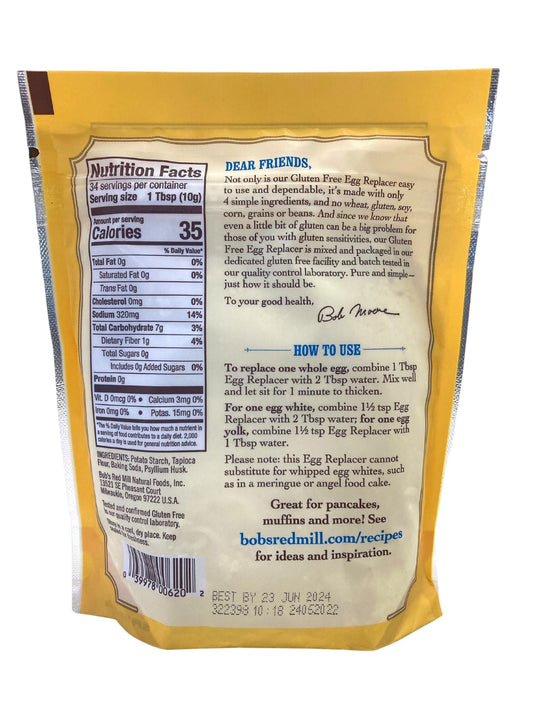 Nutrition Facts
34 servings per container
Serving size 1 Tbsp (10g)
Amount per serving
Calories 35
% Daily Value*
Total Fat 0g 0%
Saturated Fat 0g 0%
Trans Fat 0g
Cholesterol 0mg 0%
Sodium 320mg 14%
Total Carbohydrate 7g 3%
Dietary Fiber 1g 4%
Total Sugars 0g
Includes 0g Added Sugars 0%
Protein 0g
Vit. D 0mcg 0% • Calcium 3mg 0%
Iron 0mg 0% • Potas. 15mg 0%
*The % Daily Value tells you how much a nutrient in
a serving of food contributes to a daily diet. 2,000
calories a day is used for general nutrition advice.
INGREDIENTS: Potato Starch, Tapioca
Flour, Baking Soda, Psyllium Husk.
Bob's Red Mill Natural Foods, Inc.
13521 SE Pheasant Court
Milwaukie, Oregon 97222 U.S.A.
Tested and confirmed Gluten Free
in our quality control laboratory.
in a cool, dry place. Keep
sealed for freshness.
0 39978 00620 2
DEAR FRIENDS,
Not only is our Gluten Free Egg Replacer easy
to use and dependable, it's made with only
4 simple ingredients, and no wheat, gluten, soy,
corn, grains or beans. And since we know that
even a little bit of gluten can be a big problem for
those of you with gluten sensitivities, our Gluten
Free Egg Replacer is mixed and packaged in our
dedicated gluten free facility and batch tested in
our quality control laboratory. Pure and simple—
just how it should be.
To your good health,
Bob Moore
HOW TO USE
To replace one whole egg, combine 1 Tbsp
Egg Replacer with 2 Tbsp water. Mix well
and let sit for 1 minute to thicken.
For one egg white, combine 1½ tsp Egg
Replacer with 2 Tbsp water; for one egg
yolk, combine 1½ tsp Egg Replacer with
1 Tbsp water.
Please note: this Egg Replacer cannot
substitute for whipped egg whites, such
as in a meringue or angel food cake.
Great for pancakes,
muffins and more! See
bobsredmill.com/recipes
for ideas and inspiration.
BEST BY 23 JUN 2024
322398 10:18 24062022